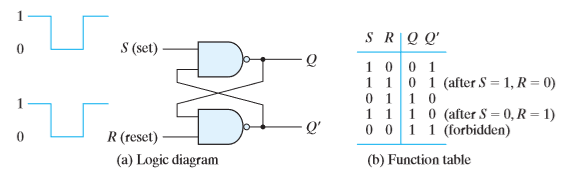 1
0
S (set)
Q
1
0
R (reset)
Q′
(a) Logic diagram
S R Q Q′
1 0 0 1
1 1 0 1 (after S = 1, R = 0)
0 1 1 0
1 1 1 0 (after S = 0, R = 1)
0 0 1 1 (forbidden)
(b) Function table